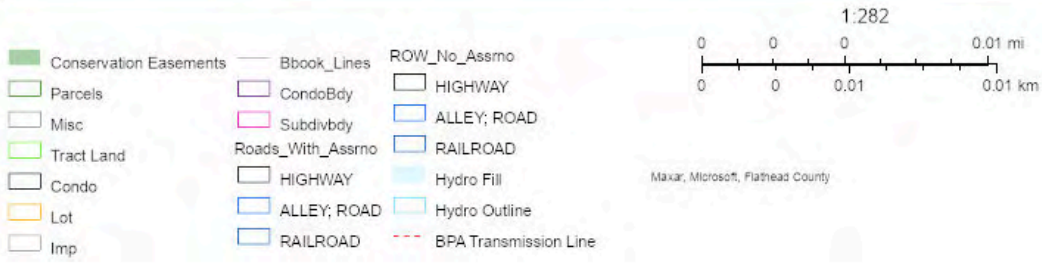 Conservation Easements
Parcels
Misc
Tract Land
Condo
Lot
Imp
Bbook_Lines
CondoBdy
Subdivbdy
Roads_With_Assrno
HIGHWAY
ALLEY; ROAD
RAILROAD
ROW_No_Assrno
HIGHWAY
ALLEY; ROAD
RAILROAD
Hydro Fill
Hydro Outline
BPA Transmission Line
1:282
0 0 0 0.01 mi
0 0 0.01 0.01 km
Maxar, Microsoft, Flathead County